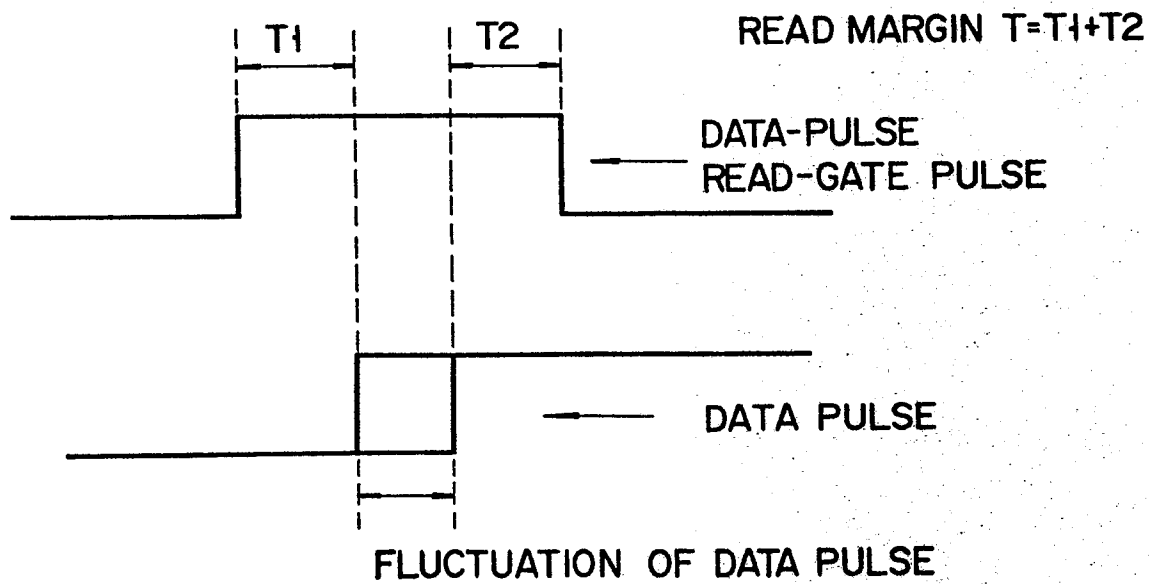 T1
T2
READ MARGIN T=T1+T2
DATA-PULSE
READ-GATE PULSE
DATA PULSE
FLUCTUATION OF DATA PULSE